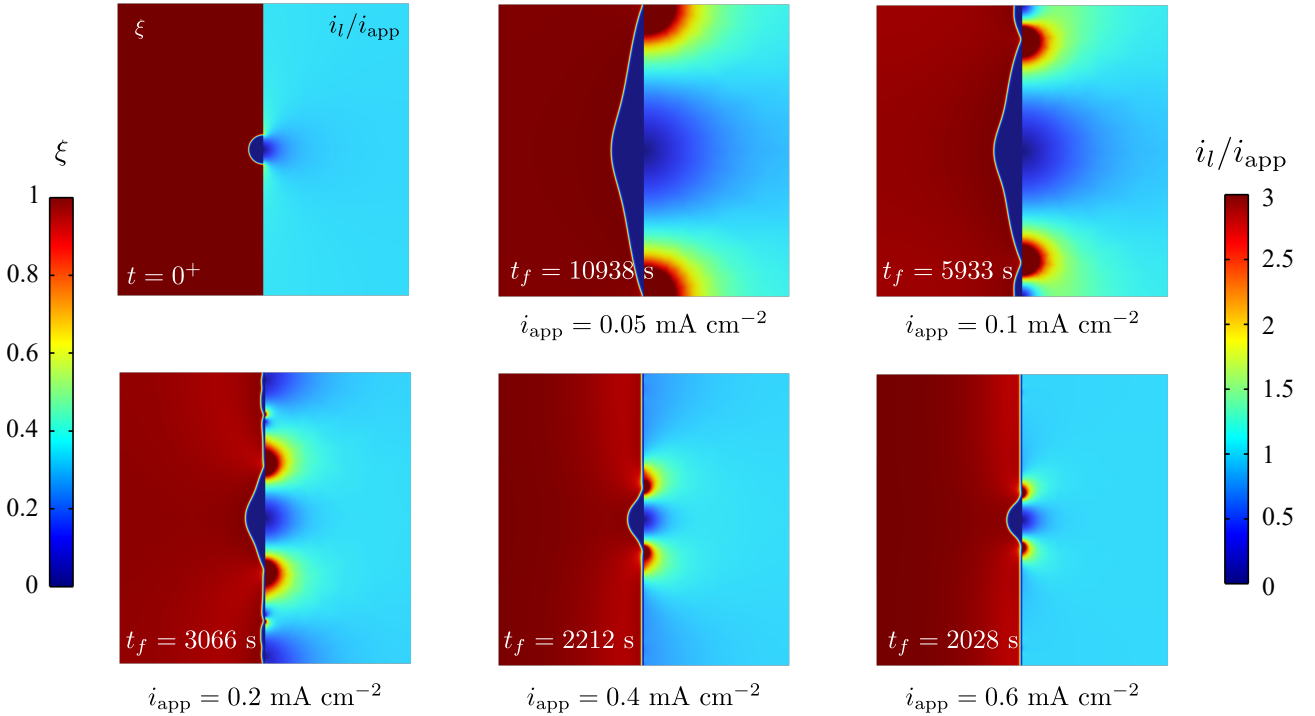 ξ
i_l/i_app
t = 0⁺
t_f = 10938 s
i_app = 0.05 mA cm⁻²
t_f = 5933 s
i_app = 0.1 mA cm⁻²
ξ
1
0.8
0.6
0.4
0.2
0
i_l/i_app
3
2.5
2
1.5
1
0.5
0
t_f = 3066 s
i_app = 0.2 mA cm⁻²
t_f = 2212 s
i_app = 0.4 mA cm⁻²
t_f = 2028 s
i_app = 0.6 mA cm⁻²